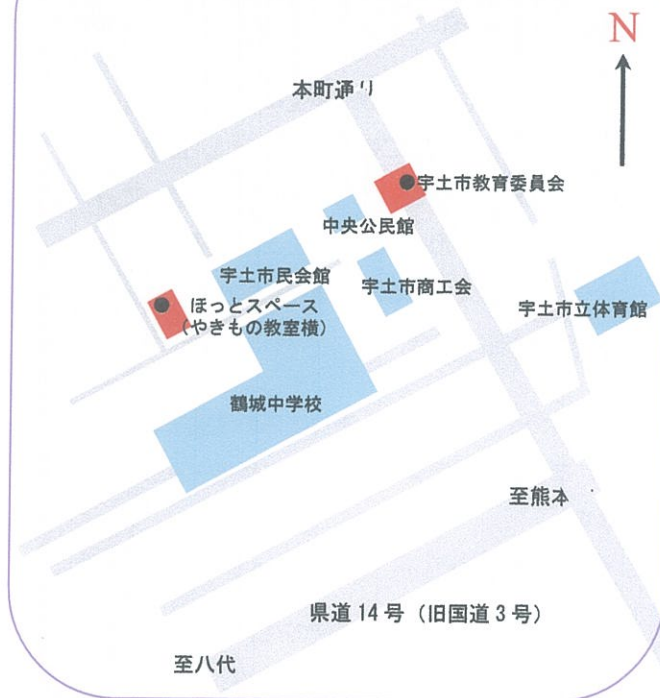 N
本町通り
宇土市教育委員会
中央公民館
宇土市民会館
宇土市商工会
ほっとスペース
（やきもの教室横）
宇土市立体育館
鶴城中学校
至熊本
県道14号（旧国道3号）
至八代